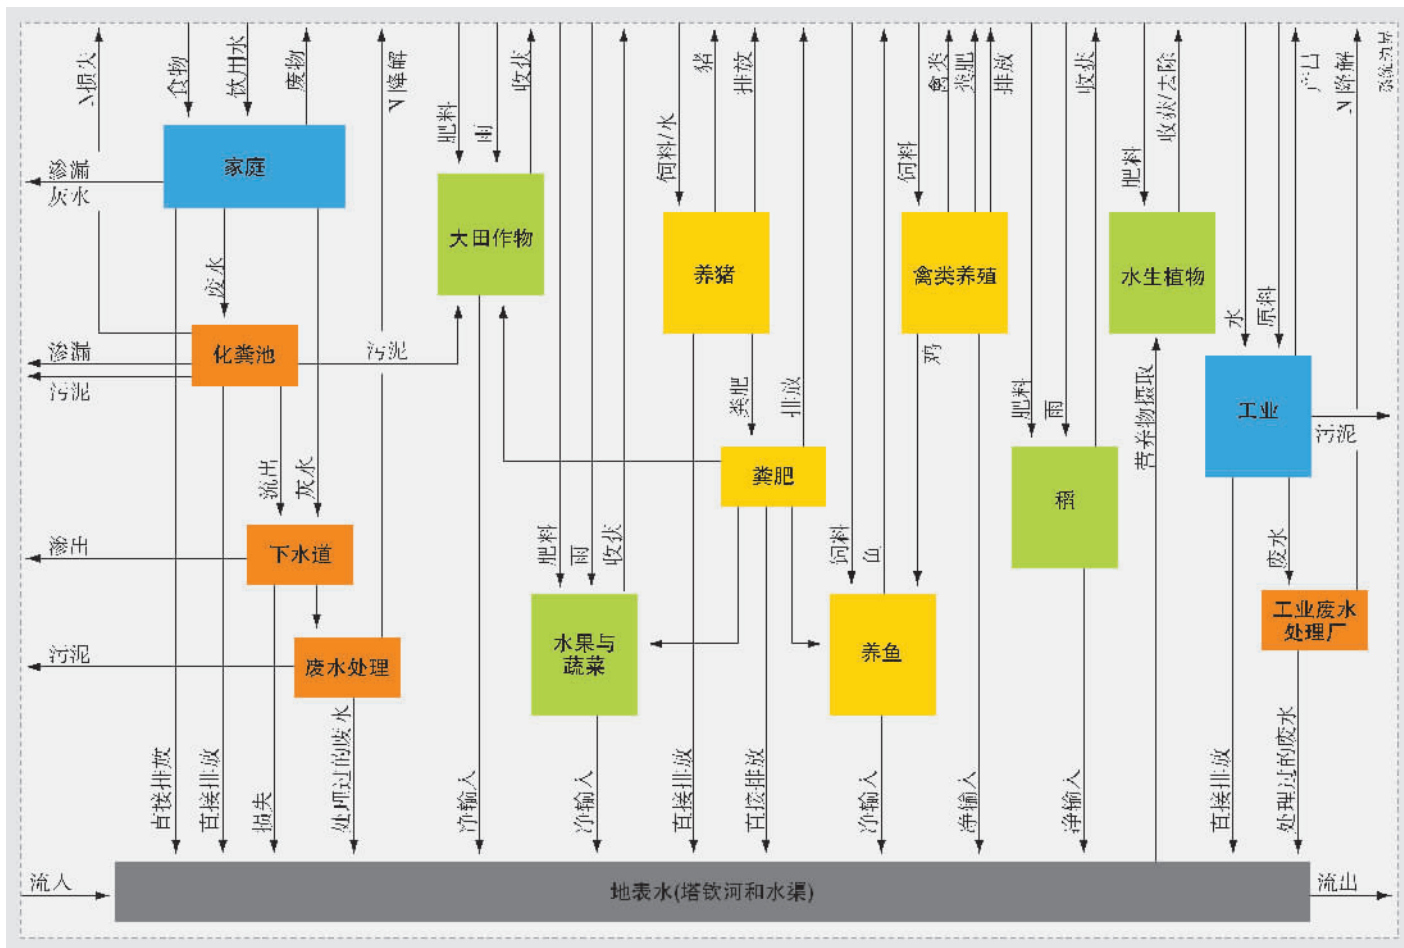 N损失
食物
饮用水
废物
N降解
肥料
雨
收获
猪
排放
饲料/水
饲料
禽类
粪肥
排放
收获
肥料
收获/去除
产出
N降解
系统边界
家庭
渗漏
灰水
大田作物
养猪
禽类养殖
水生植物
废水
水
原料
化粪池
渗漏
污泥
污泥
粪肥
排放
鸡
肥料
雨
营养物摄取
工业
污泥
流出
灰水
粪肥
稻
下水道
渗出
肥料
雨
收获
饲料
鱼
废水
废水处理
污泥
水果与
蔬菜
养鱼
工业废水
处理厂
直接排放
直接排放
损失
处理过的废水
净输入
净输入
直接排放
直接排放
净输入
净输入
净输入
直接排放
处理过的废水
流入
地表水(塔钦河和水渠)
流出